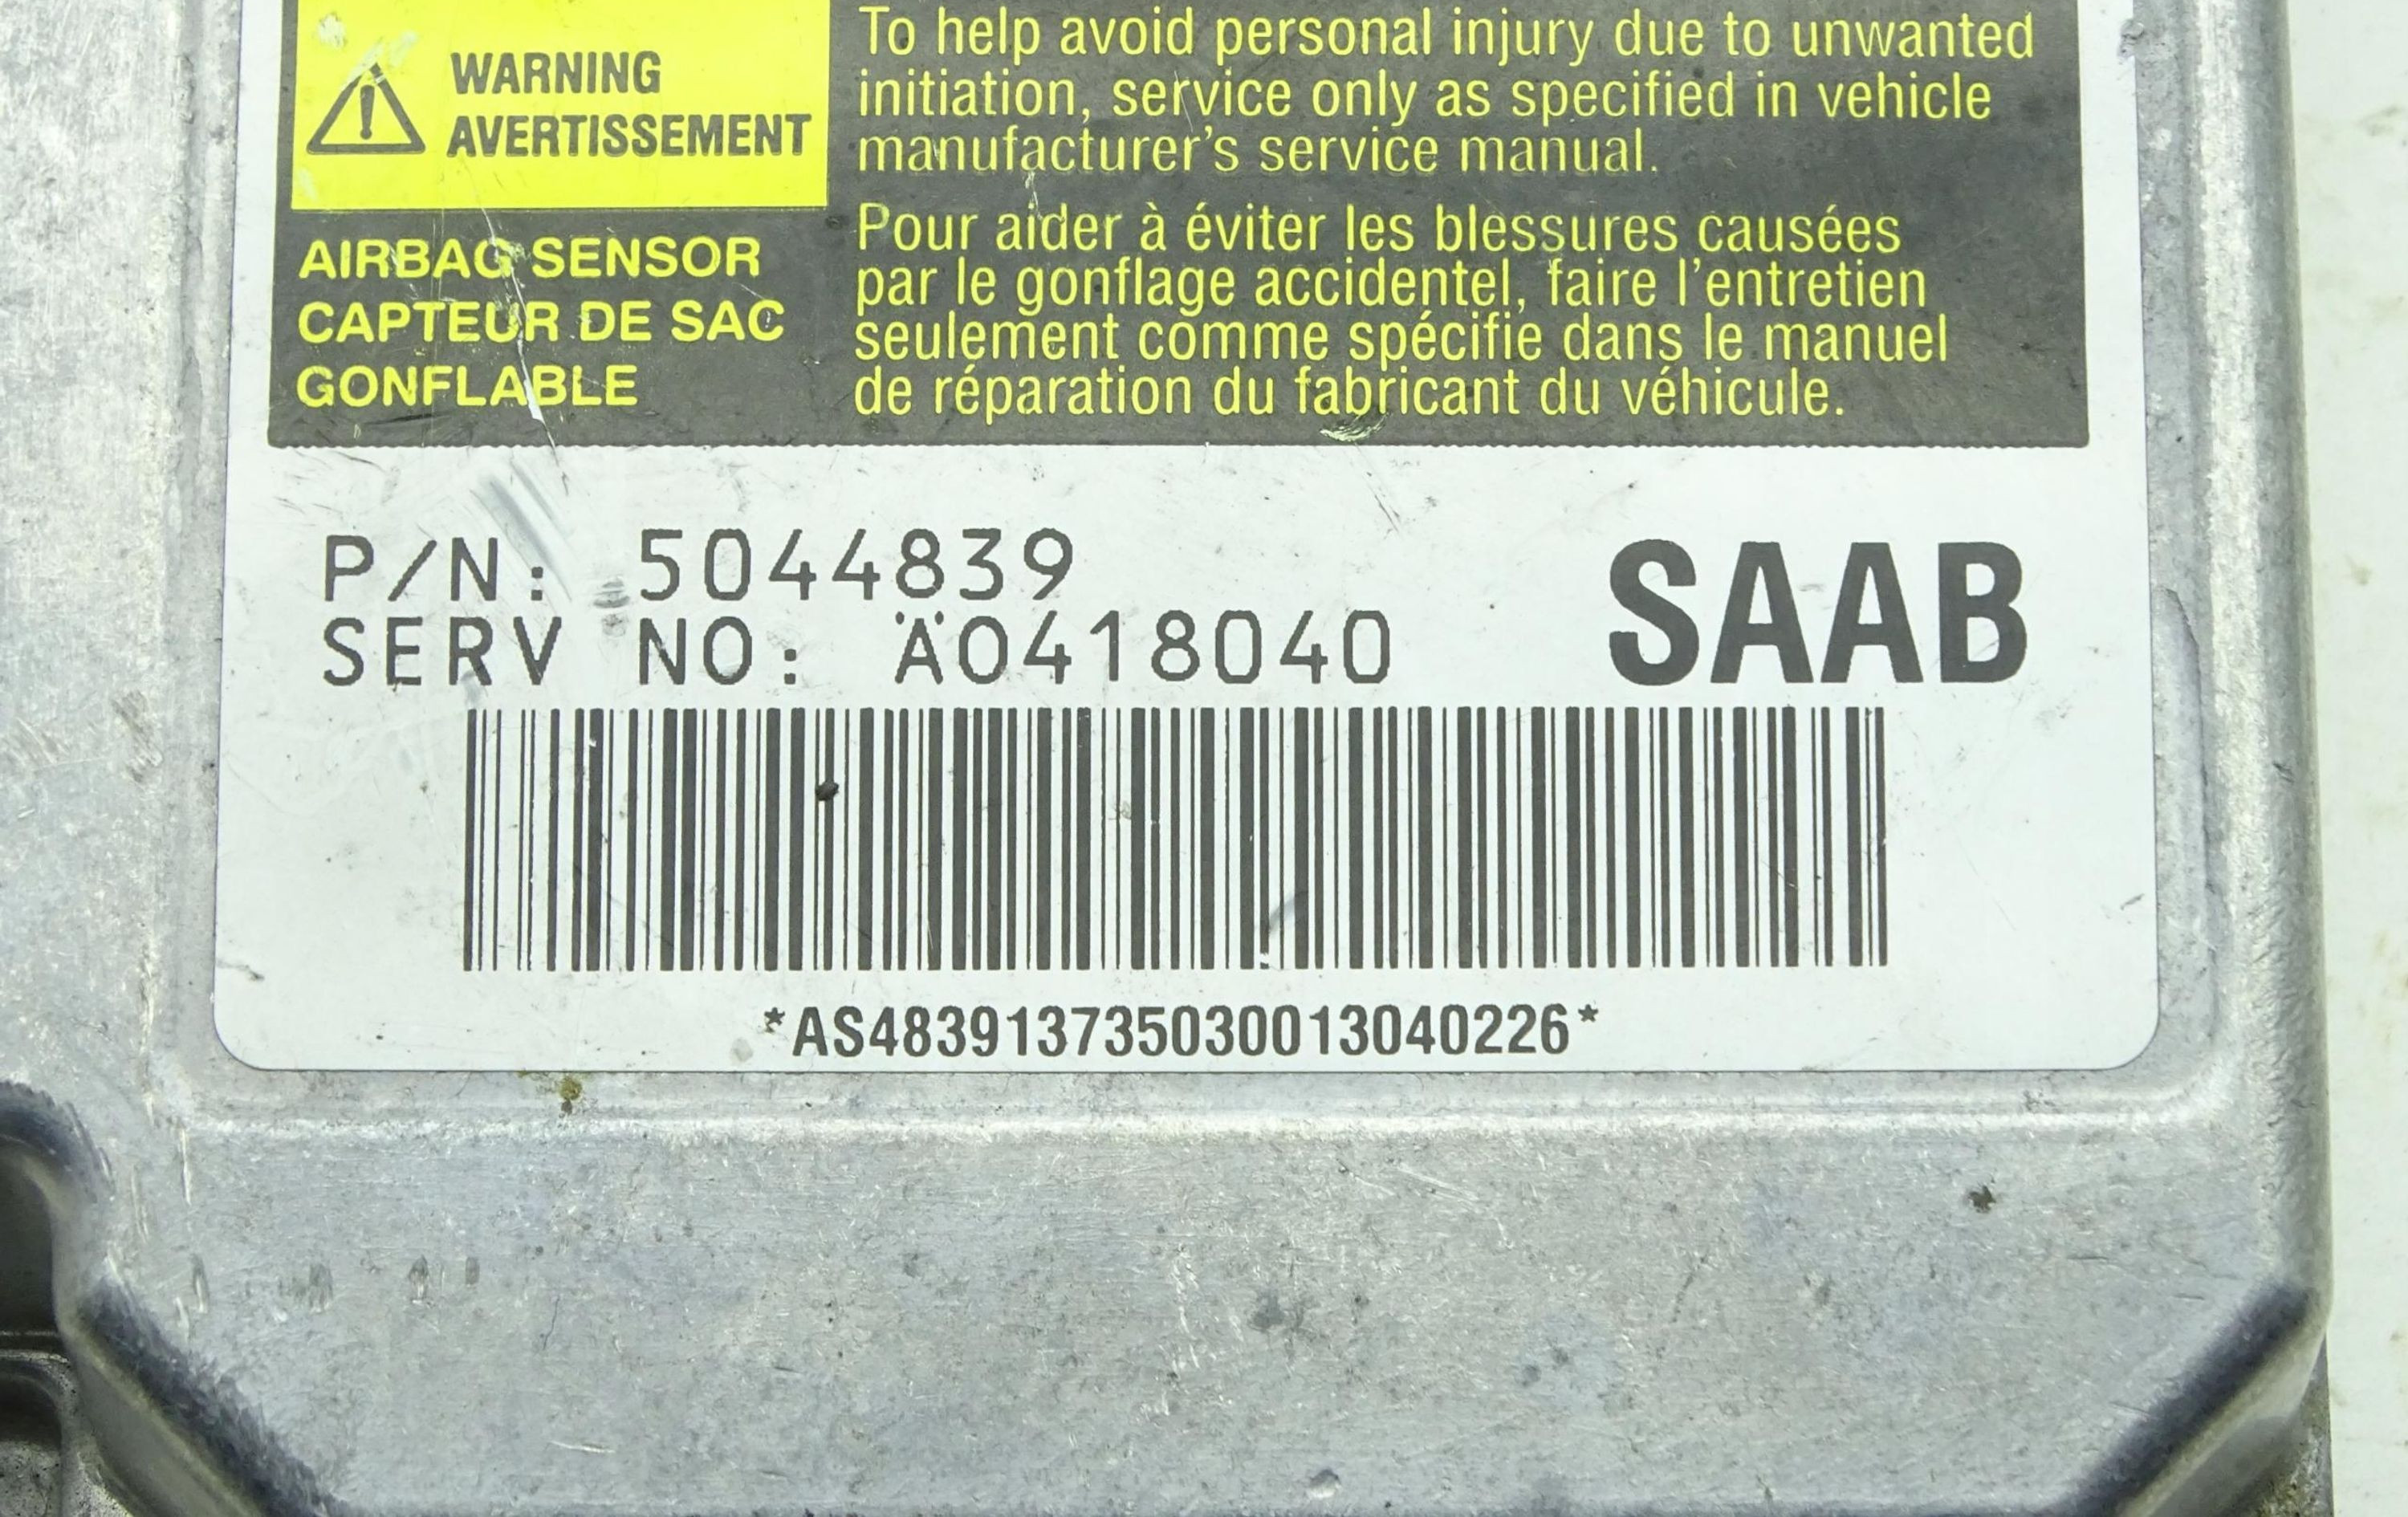 WARNING
AVERTISSEMENT
AIRBAG SENSOR
CAPTEUR DE SAC
GONFLABLE
To help avoid personal injury due to unwanted
initiation, service only as specified in vehicle
manufacturer's service manual.
Pour aider à éviter les blessures causées
par le gonflage accidentel, faire l'entretien
seulement comme spécifie dans le manuel
de réparation du fabricant du véhicule.
P/N: 5044839
SERV NO: Ä0418040
SAAB
*AS483913735030013040226*